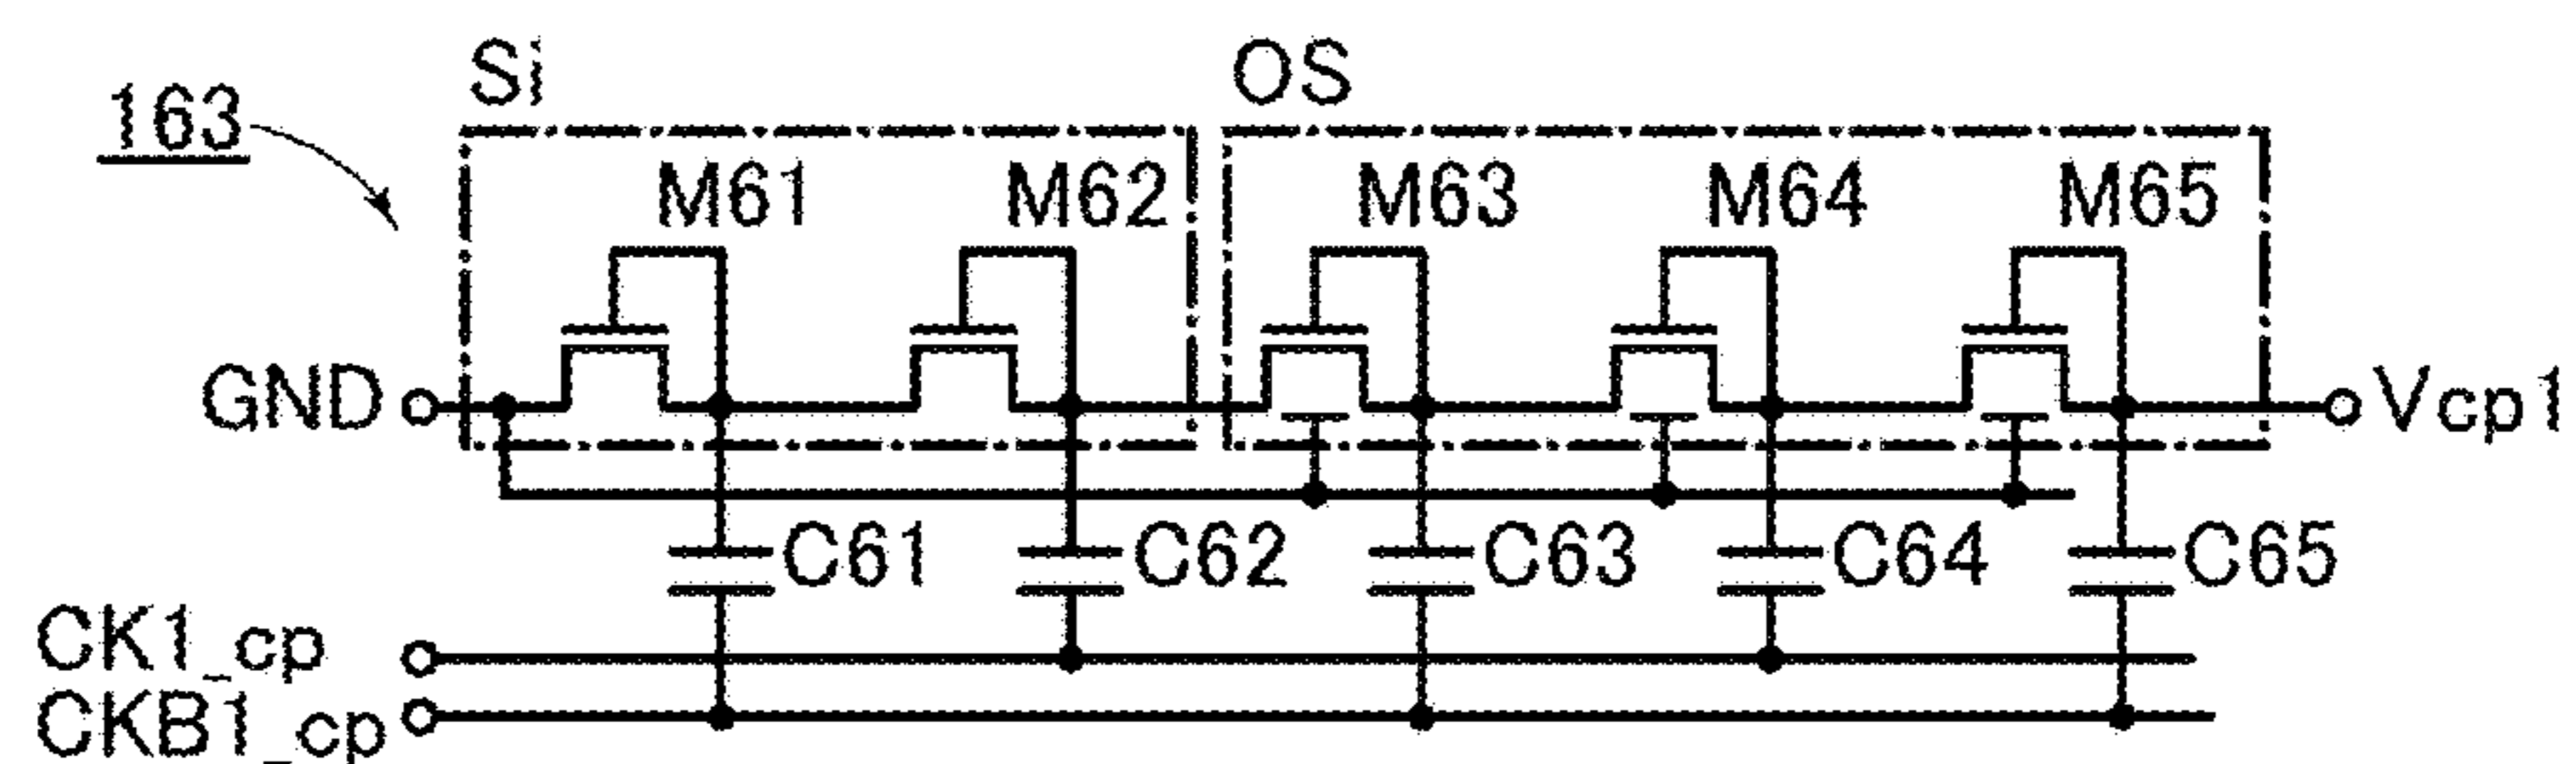 Si OS
163
M61 M62 M63 M64 M65
GND Vcp1
C61 C62 C63 C64 C65
CK1_cp
CKB1_cp